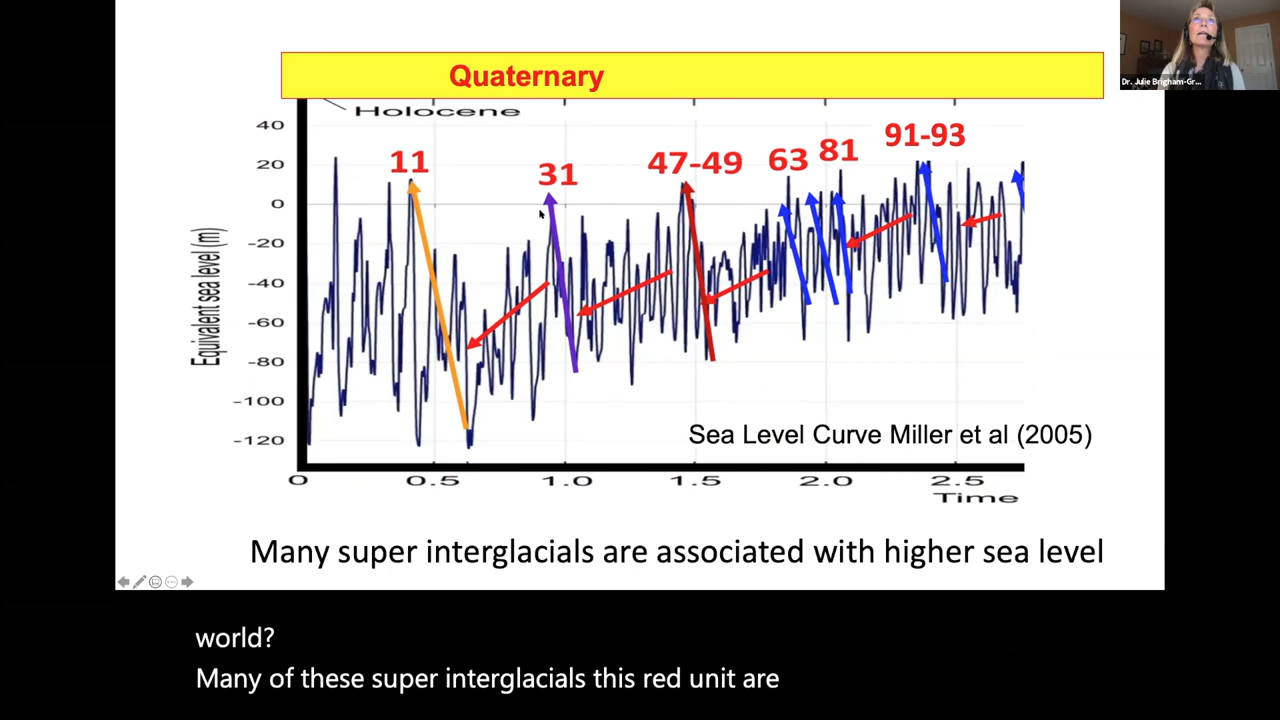 Dr. Julie Brigham-Gr...
Quaternary
Holocene
40
20
0
-20
-40
-60
-80
-100
-120
Equivalent sea level (m)
11
31
47-49
63
81
91-93
Sea Level Curve Miller et al (2005)
0
0.5
1.0
1.5
2.0
2.5
Time
Many super interglacials are associated with higher sea level
world?
Many of these super interglacials this red unit are